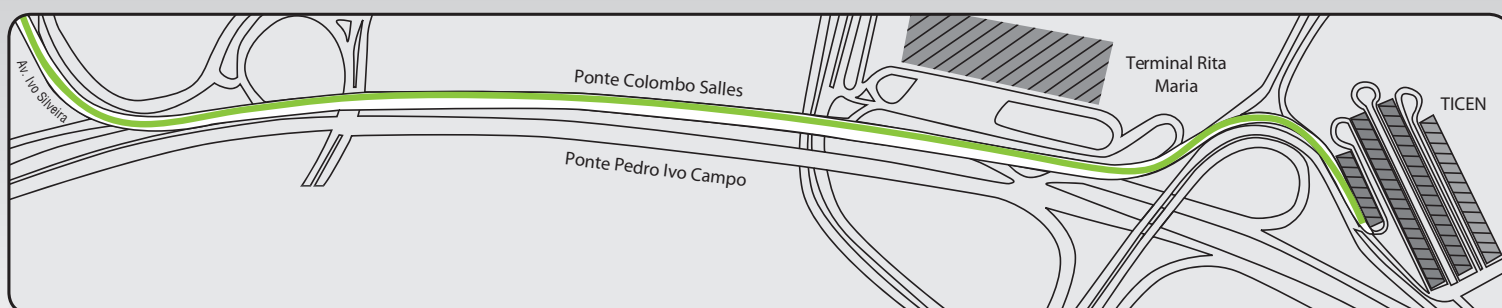 Av. Ivo Silveira
Ponte Colombo Salles
Ponte Pedro Ivo Campo
Terminal Rita
Maria
TICEN